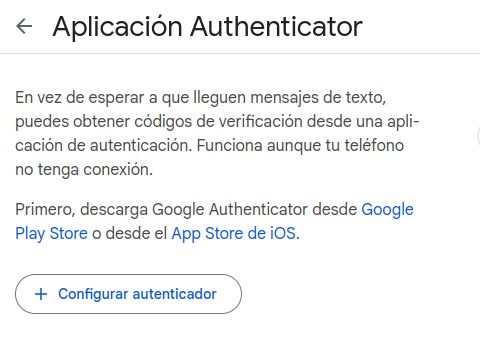 Aplicación Authenticator
En vez de esperar a que lleguen mensajes de texto,
puedes obtener códigos de verificación desde una apli-
cación de autenticación. Funciona aunque tu teléfono
no tenga conexión.
Primero, descarga Google Authenticator desde Google
Play Store o desde el App Store de iOS.
Configurar autenticador